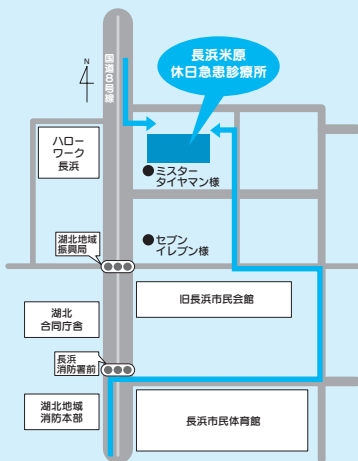 長浜米原
休日急患診療所
N
国道8号線
ハロー
ワーク
長浜
●ミスター
タイヤマン様
湖北地域
振興局
●セブン
イレブン様
旧長浜市民会館
湖北
合同庁舎
長浜
消防署前
湖北地域
消防本部
長浜市民体育館